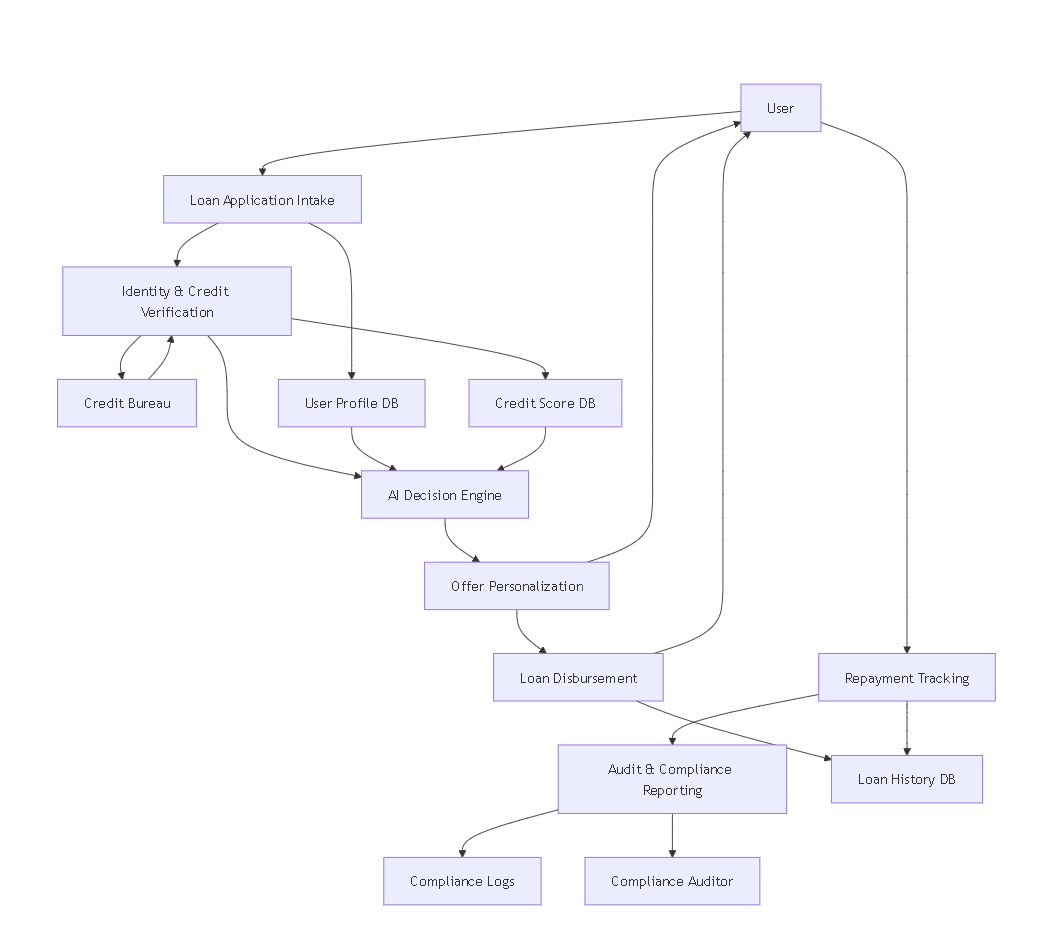 User
Loan Application Intake
Identity & Credit
Verification
Credit Bureau
User Profile DB
Credit Score DB
AI Decision Engine
Offer Personalization
Loan Disbursement
Repayment Tracking
Audit & Compliance
Reporting
Loan History DB
Compliance Logs
Compliance Auditor